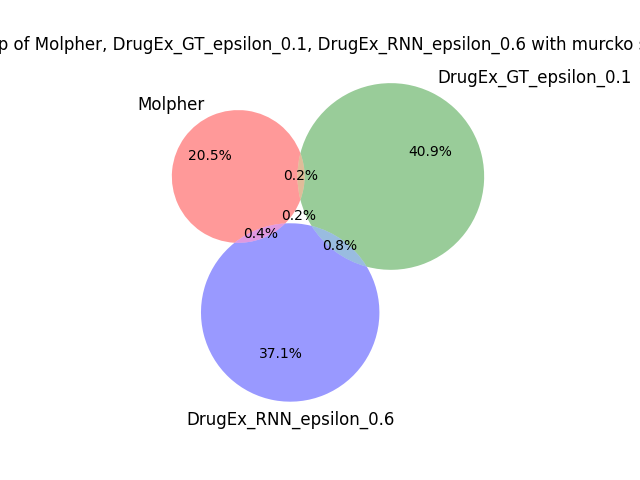 p of Molpher, DrugEx_GT_epsilon_0.1, DrugEx_RNN_epsilon_0.6 with murcko s
DrugEx_GT_epsilon_0.1
Molpher
40.9%
20.5%
0.2%
0.2%
0.4%
0.8%
37.1%
DrugEx_RNN_epsilon_0.6